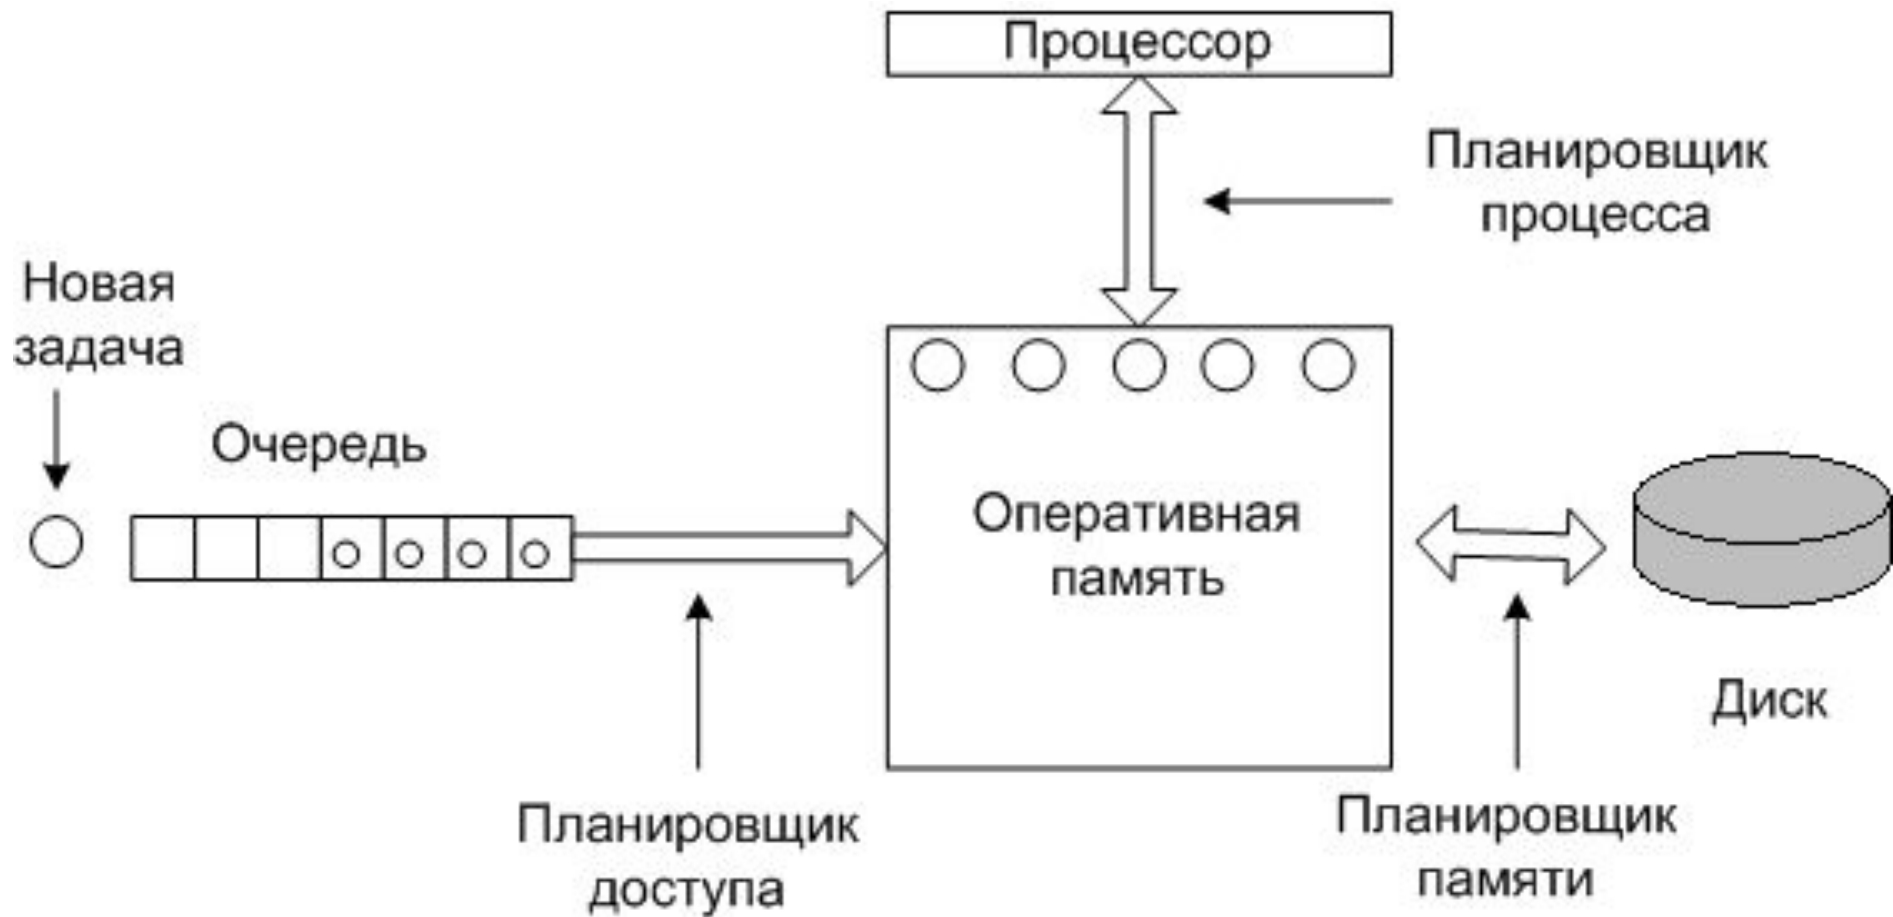 Процессор
Планировщик
процесса
Новая
задача
Очередь
Оперативная
память
Диск
Планировщик
доступа
Планировщик
памяти